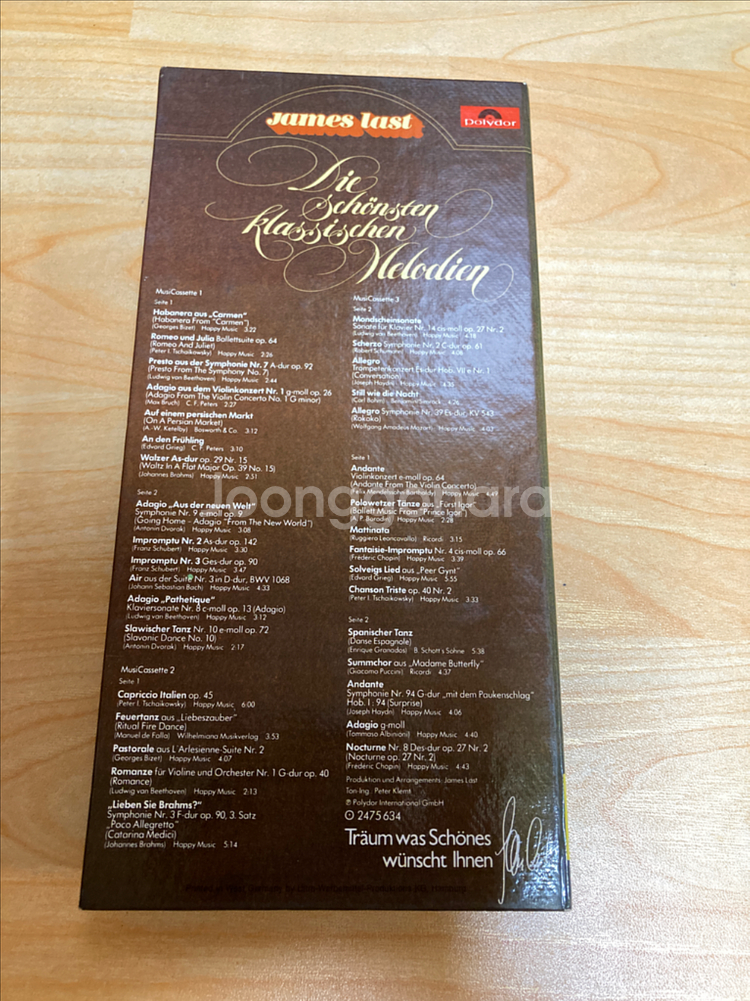 James Last
Polydor
Die
schönsten
klassischen
Melodien
MusiCassette 1
Seite 1
Habanera aus „Carmen“
(Habanera From "Carmen")
(Georges Bizet) Happy Music 3:22
Romeo und Julia Ballettsuite op. 64
(Romeo And Juliet)
(Peter I. Tschaikowsky) Happy Music 2:26
Presto aus der Symphonie Nr. 7 A-dur op. 92
(Presto From The Symphony No. 7)
(Ludwig van Beethoven) Happy Music 2:44
Adagio aus dem Violinkonzert Nr. 1 g-moll op. 26
(Adagio From The Violin Concerto No. 1 G minor)
(Max Bruch) C. F. Peters 2:27
Auf einem persischen Markt
(On A Persian Market)
(A.-W. Ketelby) Bosworth & Co. 3:12
An den Frühling
(Edvard Grieg) C. F. Peters 3:10
Walzer As-dur op. 29 Nr. 15
(Waltz In A Flat Major Op. 39 No. 15)
(Johannes Brahms) Happy Music 2:31
Seite 2
Adagio „Aus der neuen Welt“
Symphonie Nr. 9 e-moll op. 9
(Going Home - Adagio "From The New World")
(Antonin Dvorak) Happy Music 3:08
Impromptu Nr. 2 As-dur op. 142
(Franz Schubert) Happy Music 3:30
Impromptu Nr. 3 Ges-dur op. 90
(Franz Schubert) Happy Music 3:47
Air aus der Suite Nr. 3 in D-dur, BWV 1068
(Johann Sebastian Bach) Happy Music 4:33
Adagio „Pathetique“
Klaviersonate Nr. 8 c-moll op. 13 (Adagio)
(Ludwig van Beethoven) Happy Music 3:12
Slawischer Tanz Nr. 10 e-moll op. 72
(Slavonic Dance No. 10)
(Antonin Dvorak) Happy Music 2:17
MusiCassette 2
Seite 1
Capriccio Italien op. 45
(Peter I. Tschaikowsky) Happy Music 6:00
Feuertanz aus „Liebeszauber“
(Ritual Fire Dance)
(Manuel de Falla) Wilhelmiana Musikverlag 3:53
Pastorale aus L'Arlesienne-Suite Nr. 2
(Georges Bizet) Happy Music 4:07
Romanze für Violine und Orchester Nr. 1 G-dur op. 40
(Romance)
(Ludwig van Beethoven) Happy Music 2:13
„Lieben Sie Brahms?“
Symphonie Nr. 3 F-dur op. 90, 3. Satz
„Poco Allegretto“
(Catarina Medici)
(Johannes Brahms) Happy Music 5:14
MusiCassette 3
Seite 2
Mondscheinsonate
Sonate für Klavier Nr. 14 cis-moll op. 27 Nr. 2
(Ludwig van Beethoven) Happy Music 4:18
Scherzo Symphonie Nr. 2 C-dur op. 61
(Robert Schumann) Happy Music 4:08
Allegro
Trompetenkonzert Es-dur Hob. VII e Nr. 1
(Conversation)
(Joseph Haydn) Happy Music 4:35
Still wie die Nacht
(Carl Bohm) Benjamin/Simrock 4:26
Allegro Symphonie Nr. 39 Es-dur, KV 543
(Rokoko)
(Wolfgang Amadeus Mozart) Happy Music 4:02
Seite 1
Andante
Violinkonzert e-moll op. 64
(Andante From The Violin Concerto)
(Felix Mendelssohn Bartholdy) Happy Music 4:49
Polowetzer Tänze aus „Fürst Igor“
(Ballett Music From "Prince Igor")
(A. P. Borodin) Happy Music 2:28
Mattinata
(Ruggiero Leoncavallo) Ricordi 3:15
Fantaisie-Impromptu Nr. 4 cis-moll op. 66
(Frédéric Chopin) Happy Music 3:39
Solveigs Lied aus „Peer Gynt“
(Edvard Grieg) Happy Music 5:55
Chanson Triste op. 40 Nr. 2
(Peter I. Tschaikowsky) Happy Music 3:33
Seite 2
Spanischer Tanz
(Danse Espagnole)
(Enrique Granados) B. Schott's Söhne 5:38
Summchor aus „Madame Butterfly“
(Giacomo Puccini) Ricordi 4:37
Andante
Symphonie Nr. 94 G-dur „mit dem Paukenschlag“
Hob. I : 94 (Surprise)
(Joseph Haydn) Happy Music 4:06
Adagio g-moll
(Tommaso Albinioni) Happy Music 4:40
Nocturne Nr. 8 Des-dur op. 27 Nr. 2
(Nocturne op. 27 Nr. 2)
(Frédéric Chopin) Happy Music 4:43
Produktion und Arrangements: James Last
Ton-Ing.: Peter Klemt
℗ Polydor International GmbH
2475634
Träum was Schönes
wünscht Ihnen
joongna